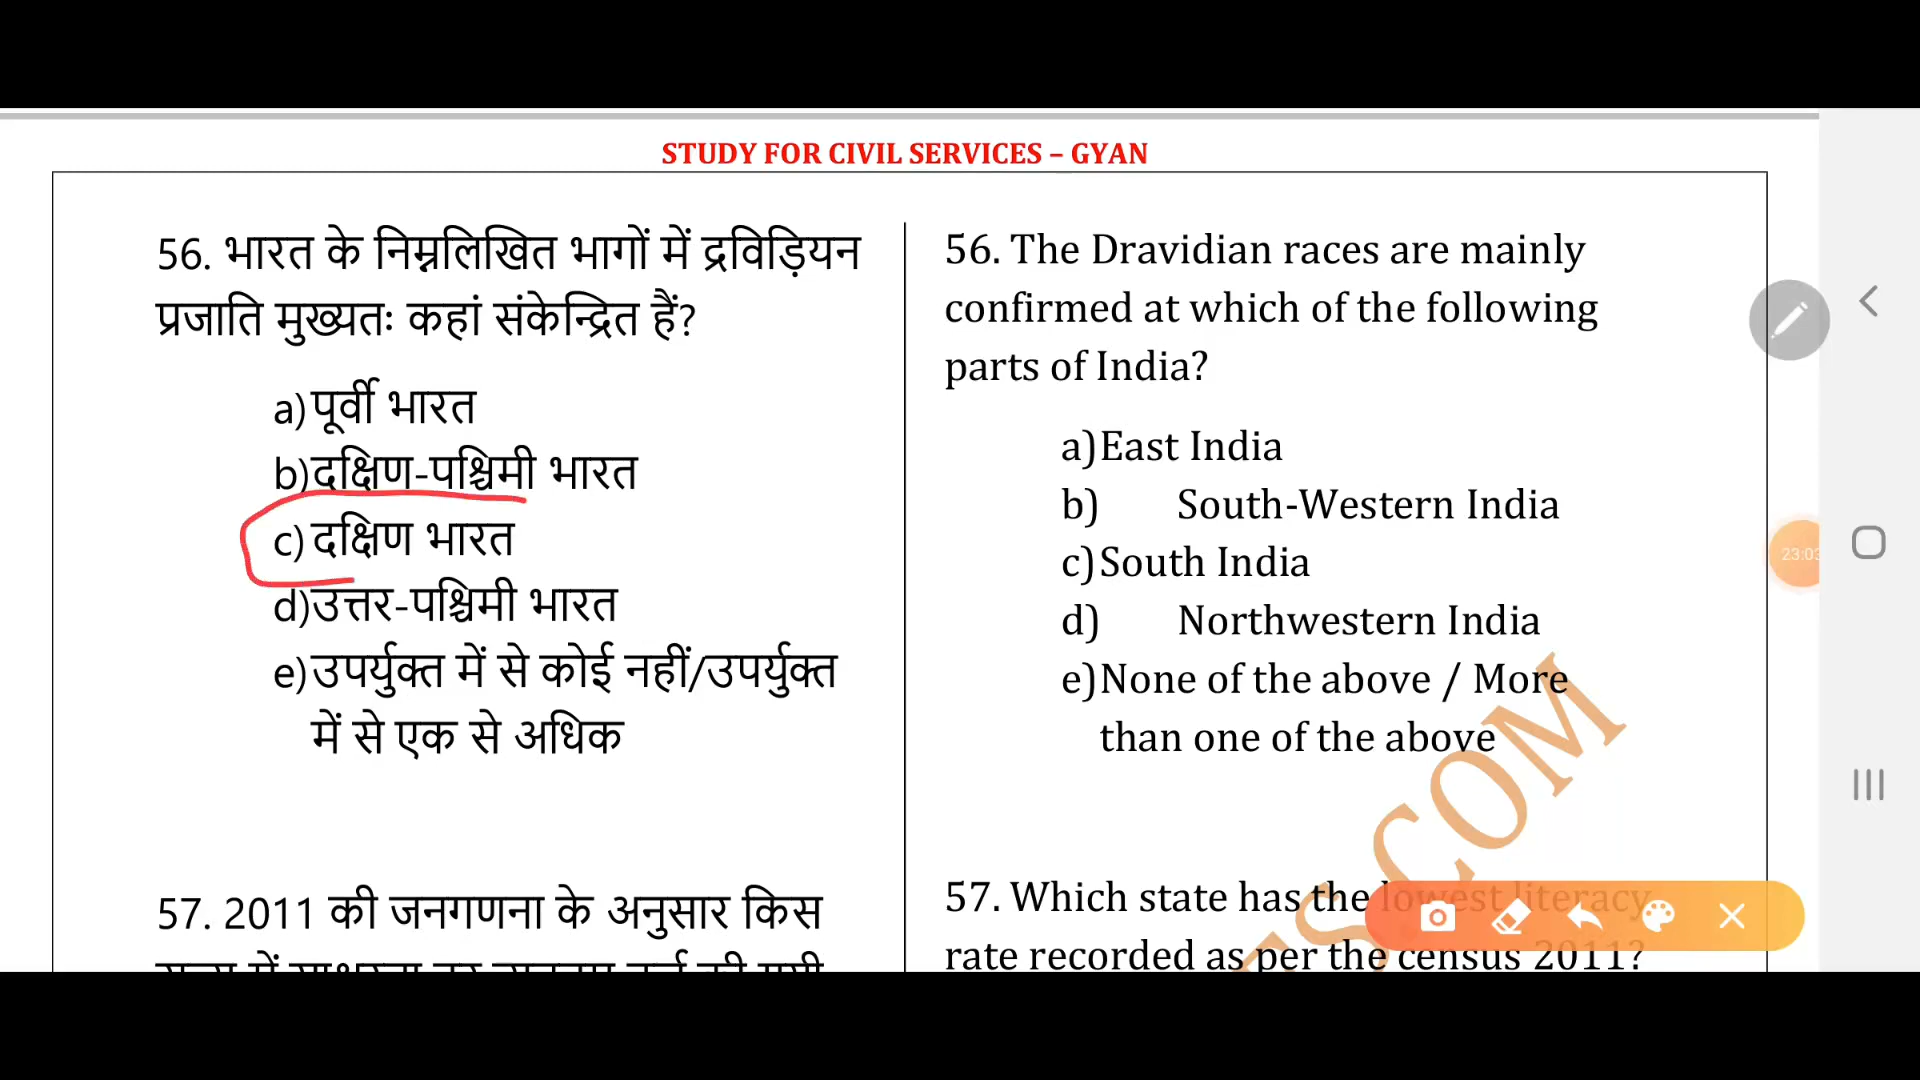 STUDY FOR CIVIL SERVICES – GYAN
56. भारत के निम्नलिखित भागों में द्रविड़ियन
प्रजाति मुख्यतः कहां संकेन्द्रित हैं?
a) पूर्वी भारत
b) दक्षिण-पश्चिमी भारत
c) दक्षिण भारत
d) उत्तर-पश्चिमी भारत
e) उपर्युक्त में से कोई नहीं/उपर्युक्त
में से एक से अधिक
57. 2011 की जनगणना के अनुसार किस
56. The Dravidian races are mainly
confirmed at which of the following
parts of India?
a) East India
b) South-Western India
c) South India
d) Northwestern India
e) None of the above / More
than one of the above
57. Which state has the lowest literacy
rate recorded as per the census 2011?
23:03
SCOM